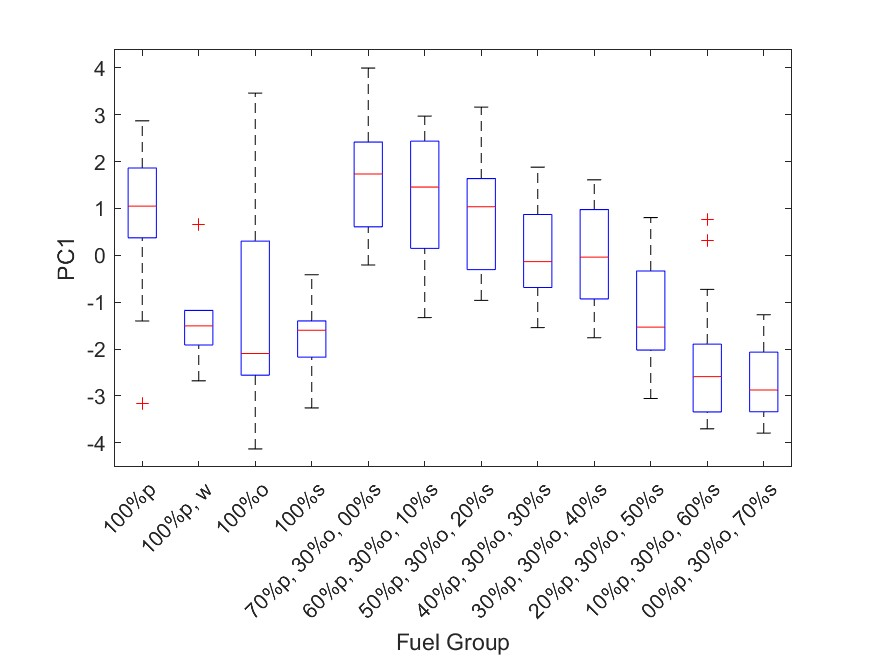 4
3
2
1
0
-1
-2
-3
-4
PC1
100%p
100%p, w
100%o
100%s
70%p, 30%o, 00%s
60%p, 30%o, 10%s
50%p, 30%o, 20%s
40%p, 30%o, 30%s
30%p, 30%o, 40%s
20%p, 30%o, 50%s
10%p, 30%o, 60%s
00%p, 30%o, 70%s
Fuel Group